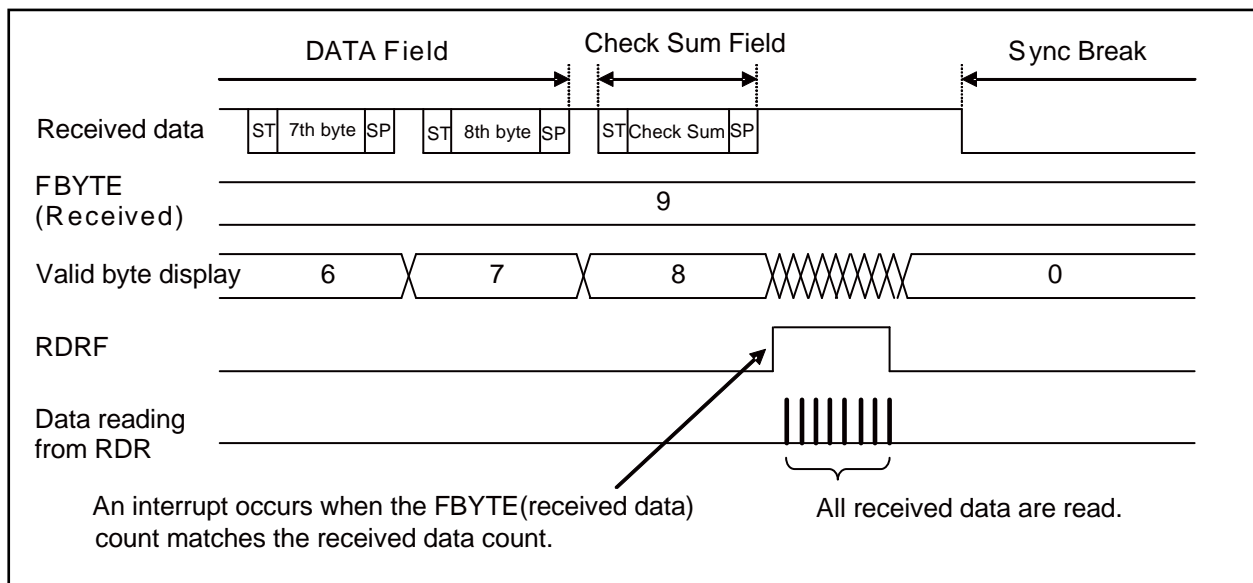 DATA Field
Check Sum Field
Sync Break
Received data
ST 7th byte SP ST 8th byte SP ST Check Sum SP
FBYTE
(Received)
9
Valid byte display
6 7 8 0
RDRF
Data reading
from RDR
An interrupt occurs when the FBYTE(received data)
count matches the received data count.
All received data are read.